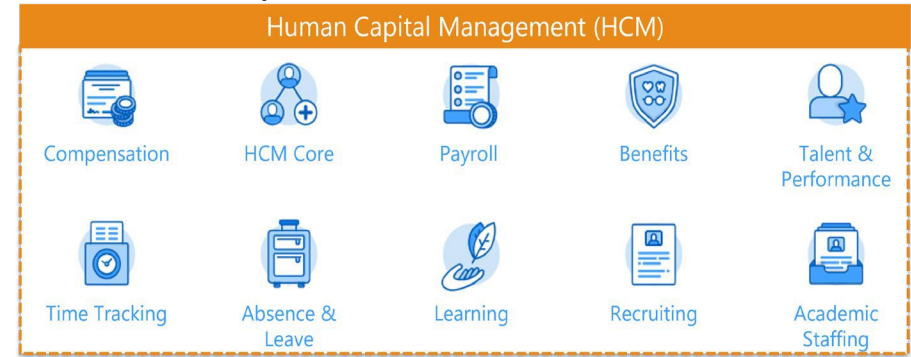 Human Capital Management (HCM)
Compensation
HCM Core
Payroll
Benefits
Talent &
Performance
Time Tracking
Absence &
Leave
Learning
Recruiting
Academic
Staffing